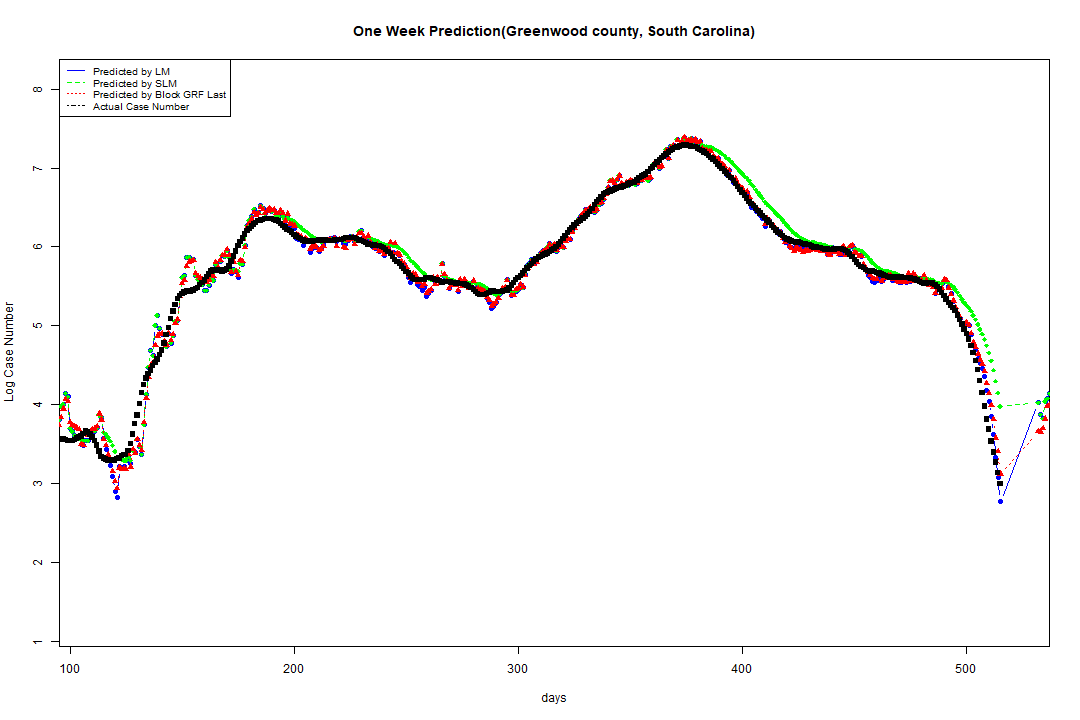 One Week Prediction(Greenwood county, South Carolina)
Predicted by LM
Predicted by SLM
Predicted by Block GRF Last
Actual Case Number
8
7
6
5
4
3
2
1
Log Case Number
100 200 300 400 500
days